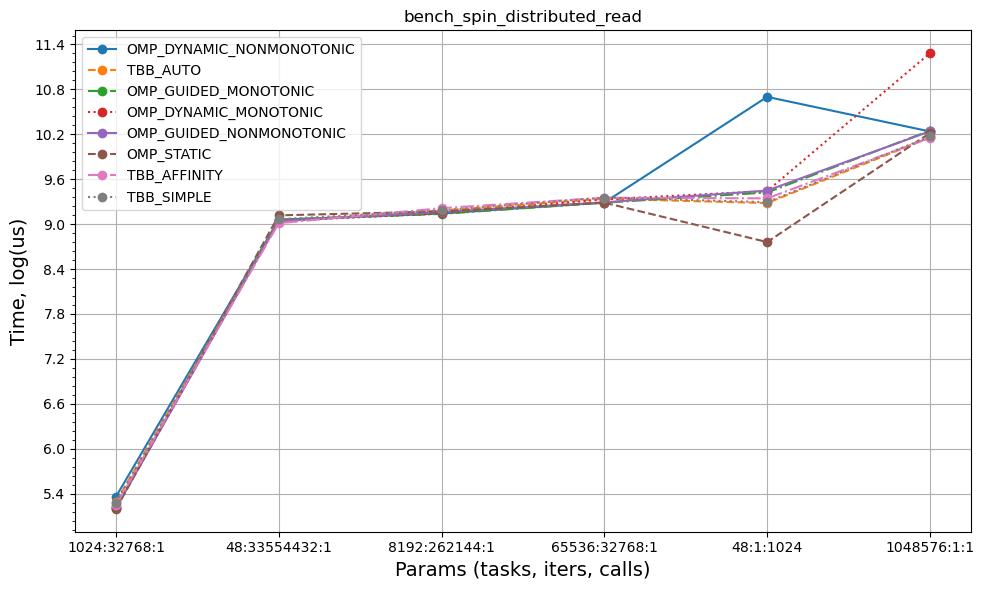 bench_spin_distributed_read
OMP_DYNAMIC_NONMONOTONIC
TBB_AUTO
OMP_GUIDED_MONOTONIC
OMP_DYNAMIC_MONOTONIC
OMP_GUIDED_NONMONOTONIC
OMP_STATIC
TBB_AFFINITY
TBB_SIMPLE
Time, log(us)
11.4
10.8
10.2
9.6
9.0
8.4
7.8
7.2
6.6
6.0
5.4
1024:32768:1 48:33554432:1 8192:262144:1 65536:32768:1 48:1:1024 1048576:1:1
Params (tasks, iters, calls)